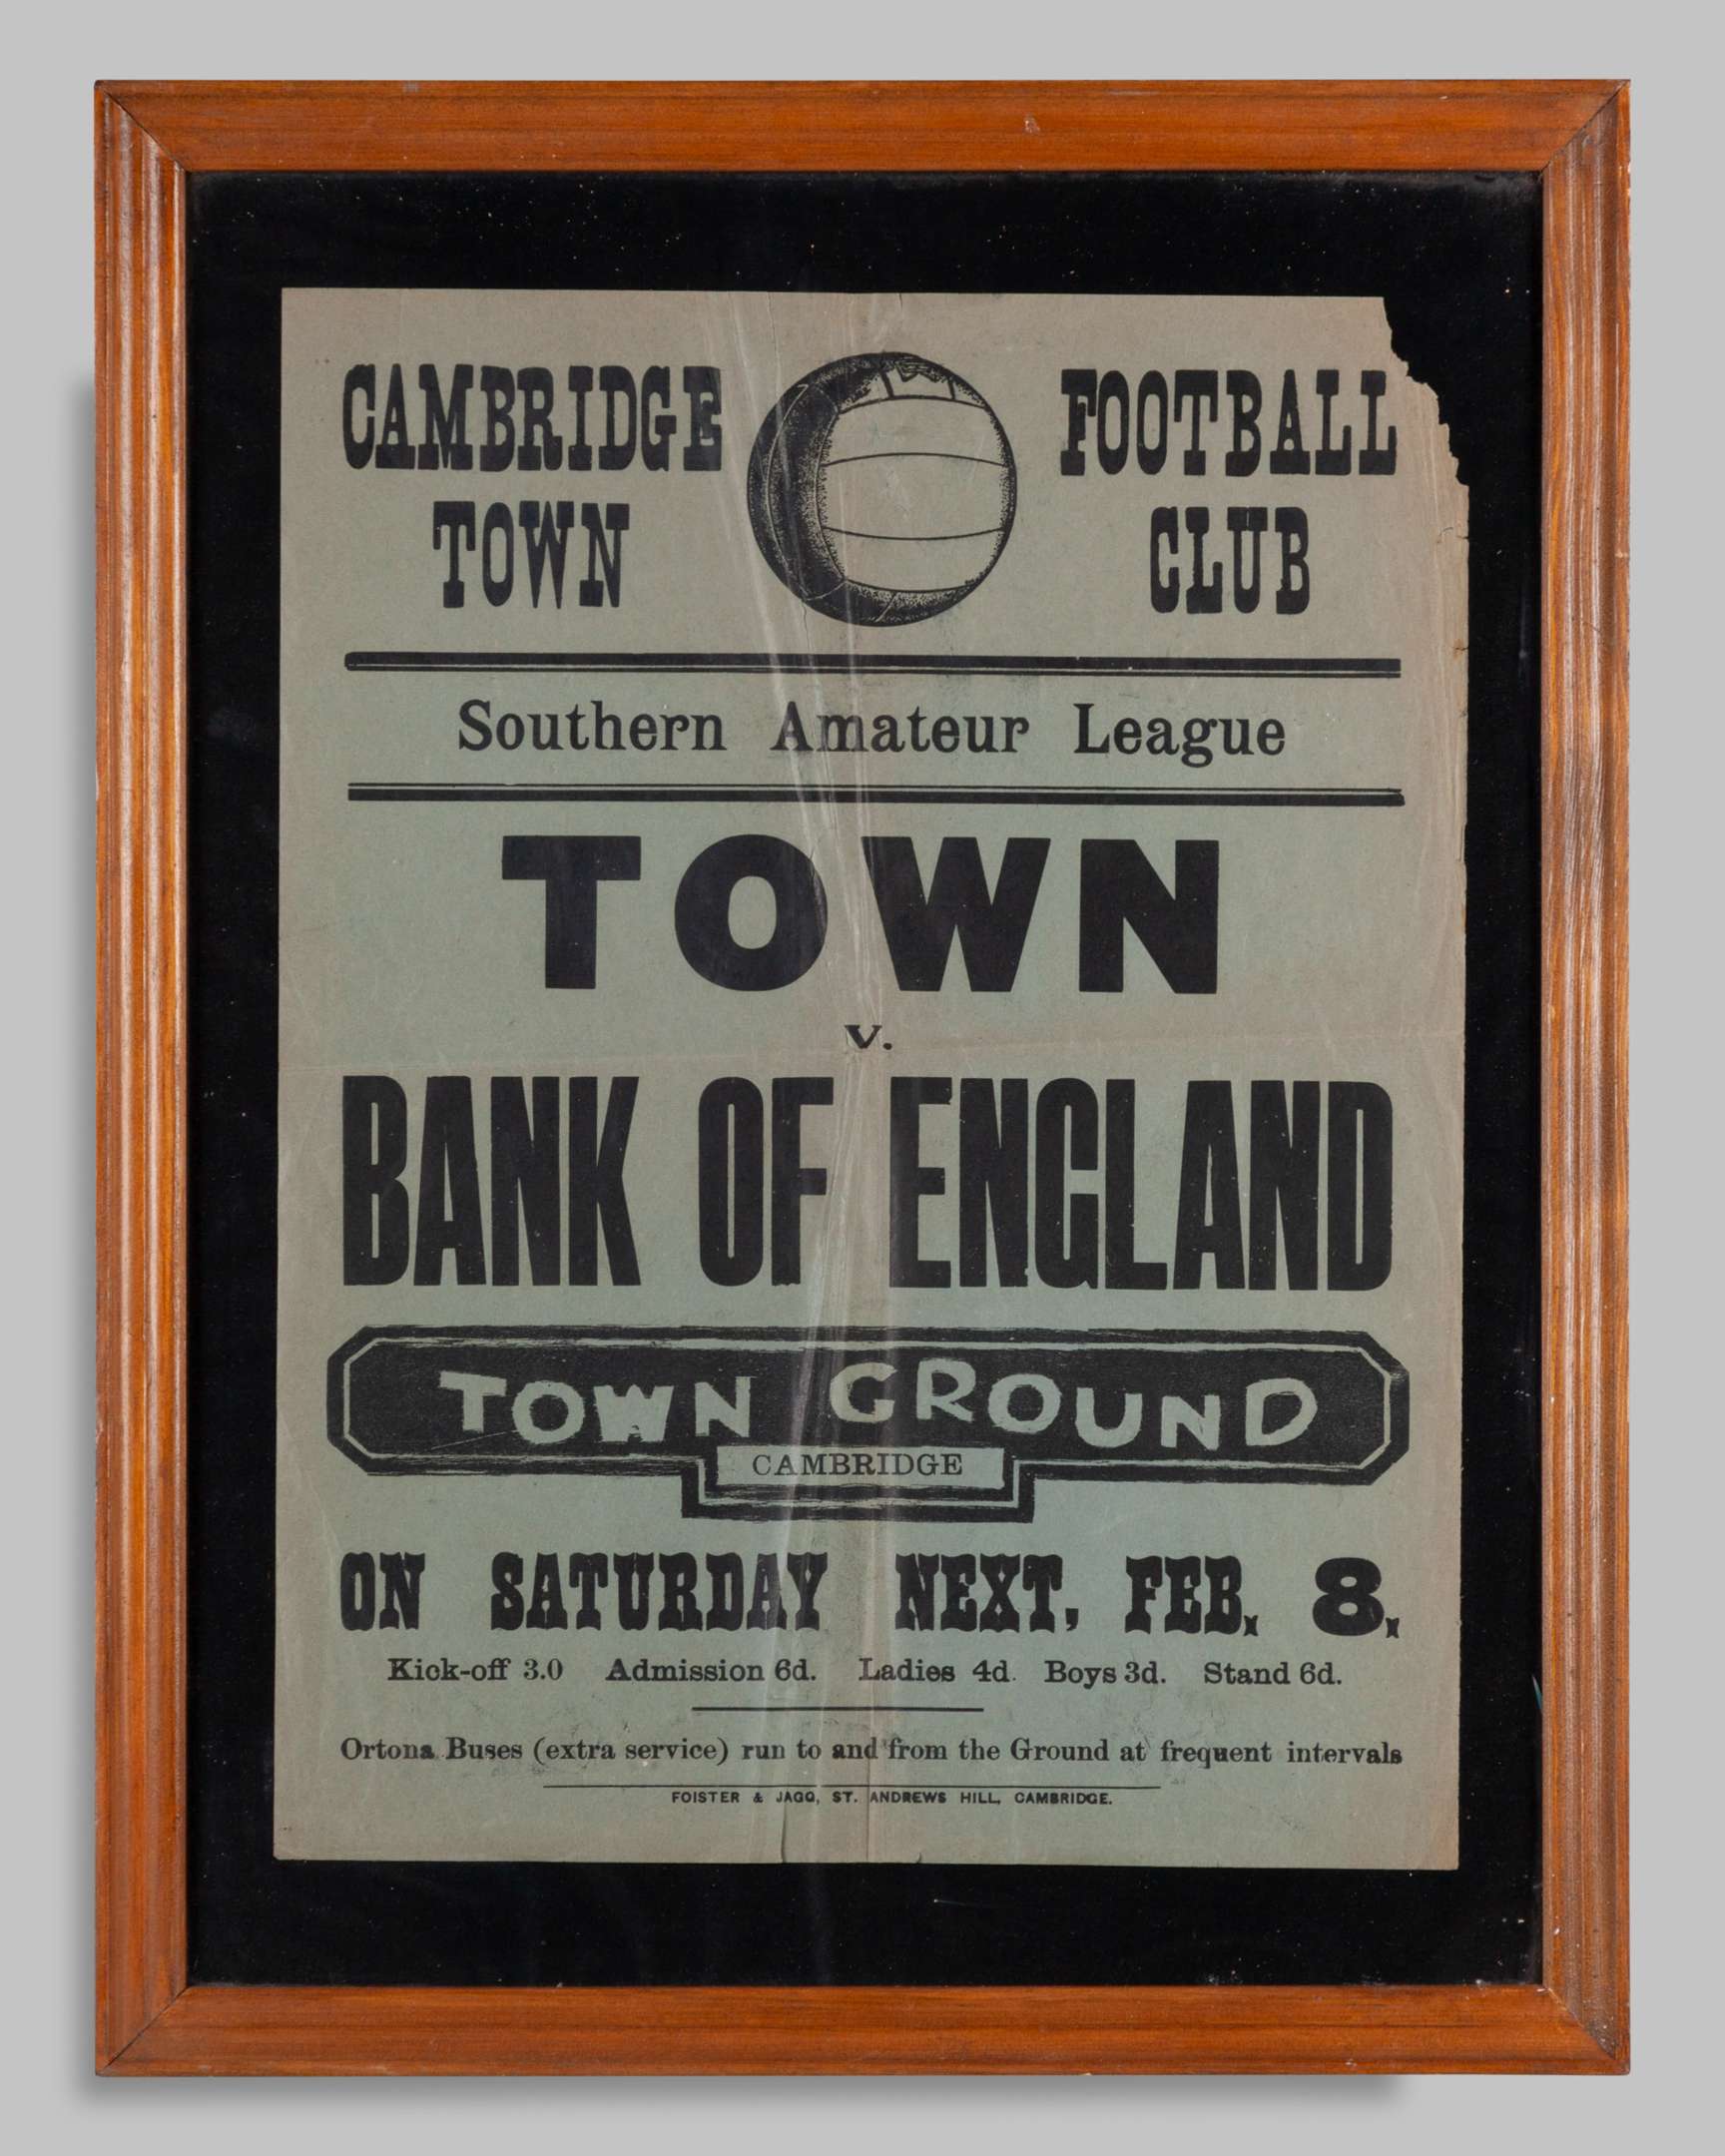 CAMBRIDGE TOWN
FOOTBALL CLUB
Southern Amateur League
TOWN
v.
BANK OF ENGLAND
TOWN GROUND
CAMBRIDGE
ON SATURDAY NEXT, FEB. 8.
Kick-off 3.0 Admission 6d. Ladies 4d. Boys 3d. Stand 6d.
Ortona Buses (extra service) run to and from the Ground at frequent intervals
FOISTER & JAGG, ST. ANDREWS HILL, CAMBRIDGE.